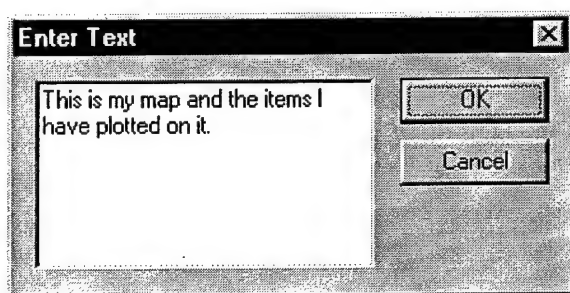 Enter Text
This is my map and the items I
have plotted on it.
OK
Cancel